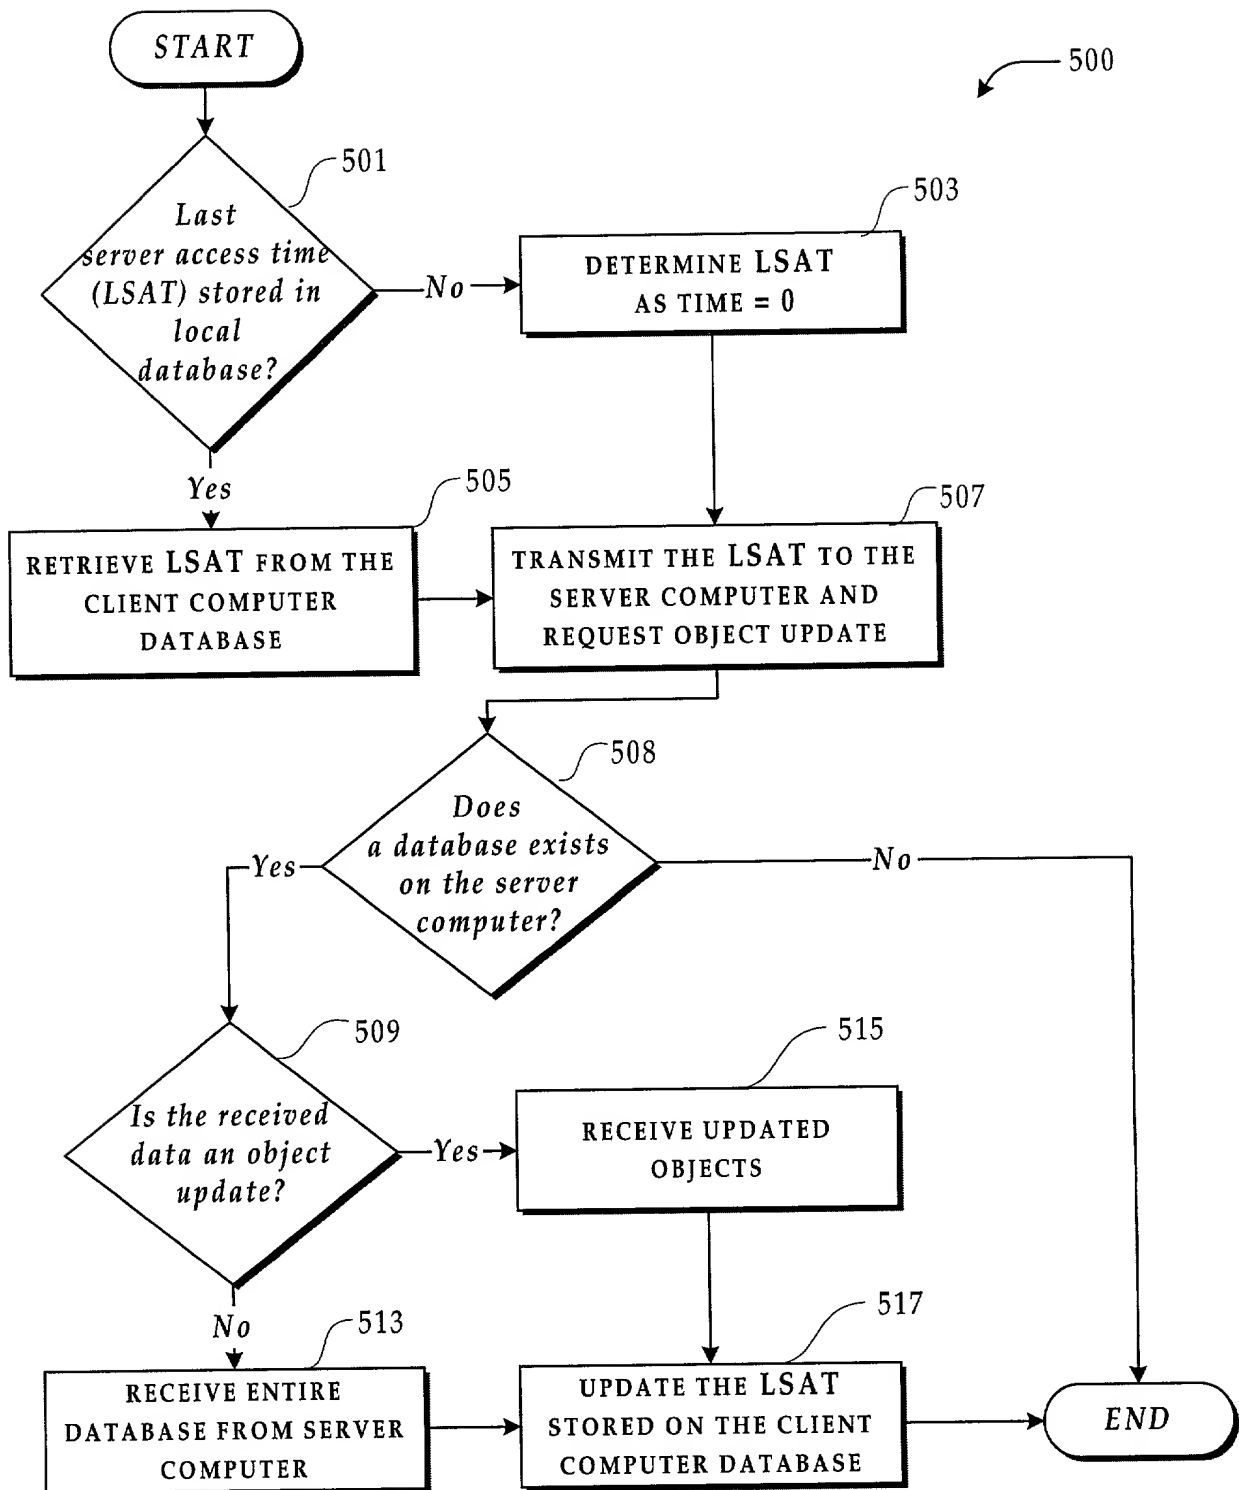 START
500
501
Last
server access time
(LSAT) stored in
local
database?
No
503
DETERMINE LSAT
AS TIME = 0
Yes
505
RETRIEVE LSAT FROM THE
CLIENT COMPUTER
DATABASE
507
TRANSMIT THE LSAT TO THE
SERVER COMPUTER AND
REQUEST OBJECT UPDATE
508
Does
a database exists
on the server
computer?
Yes
No
509
Is the received
data an object
update?
Yes
515
RECEIVE UPDATED
OBJECTS
No
513
RECEIVE ENTIRE
DATABASE FROM SERVER
COMPUTER
517
UPDATE THE LSAT
STORED ON THE CLIENT
COMPUTER DATABASE
END